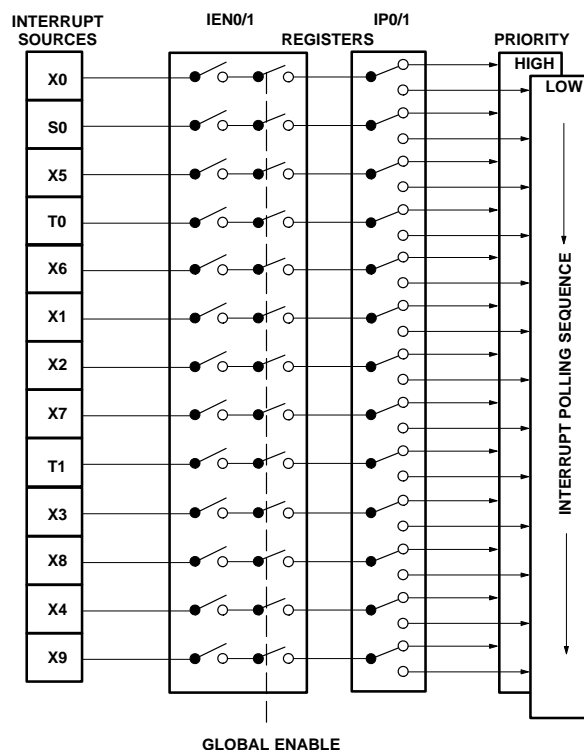 INTERRUPT
SOURCES
IEN0/1
IP0/1
REGISTERS
PRIORITY
HIGH
LOW
X0
S0
X5
T0
X6
X1
X2
X7
T1
X3
X8
X4
X9
INTERRUPT POLLING SEQUENCE
GLOBAL ENABLE